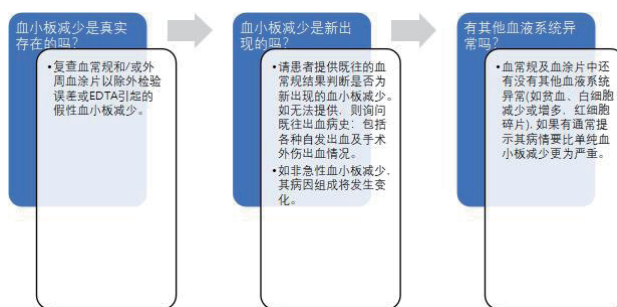 血小板减少是真实
存在的吗?
•复查血常规和/或外
周血涂片以除外检验
误差或EDTA引起的
假性血小板减少。
血小板减少是新出
现的吗?
•请患者提供既往的血
常规结果判断是否为
新出现的血小板减少。
如无法提供,则询问
既往出血病史:包括
各种自发出血及手术
外伤出血情况。
•如非急性血小板减少,
其病因组成将发生变
化。
有其他血液系统异
常吗?
•血常规及血涂片中还
有没有其他血液系统
异常(如贫血、白细胞
减少或增多,红细胞
碎片),如果有通常提
示其病情要比单纯血
小板减少更为严重。